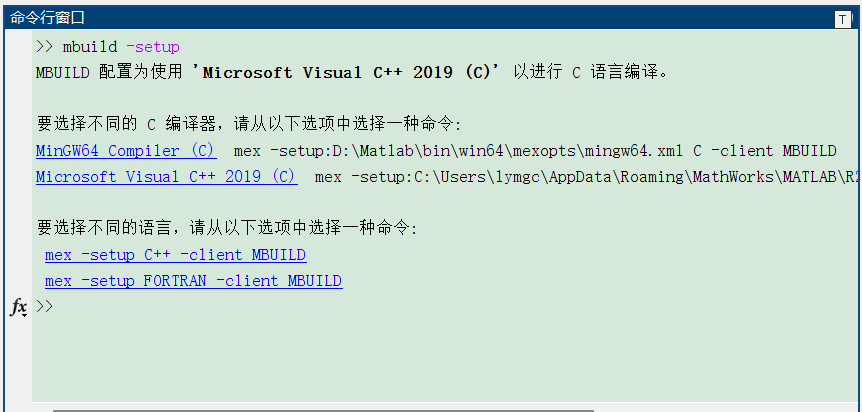 命令行窗口
T
>> mbuild -setup
MBUILD 配置为使用 'Microsoft Visual C++ 2019 (C)' 以进行 C 语言编译。
要选择不同的 C 编译器，请从以下选项中选择一种命令:
MinGW64 Compiler (C) mex -setup:D:\Matlab\bin\win64\mexopts\mingw64.xml C -client MBUILD
Microsoft Visual C++ 2019 (C) mex -setup:C:\Users\lymgc\AppData\Roaming\MathWorks\MATLAB\R2
要选择不同的语言，请从以下选项中选择一种命令:
mex -setup C++ -client MBUILD
mex -setup FORTRAN -client MBUILD
fx >>